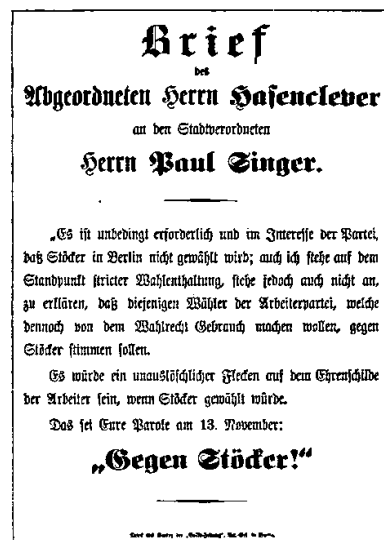 Brief
des
Abgeordneten Herrn Hasenclever
an den Stadtverordneten
Herrn Paul Singer.
„Es ist unbedingt erforderlich und im Interesse der Partei,
daß Stöcker in Berlin nicht gewählt wird; auch ich stehe auf dem
Standpunkt stricter Wahlenthaltung, stehe jedoch auch nicht an,
zu erklären, daß diejenigen Wähler der Arbeiterpartei, welche
dennoch von dem Wahlrecht Gebrauch machen wollen, gegen
Stöcker stimmen sollen.
Es würde ein unauslöschlicher Flecken auf dem Ehrenschilde
der Arbeiter sein, wenn Stöcker gewählt würde.
Das sei Eure Parole am 13. November:
„Gegen Stöcker!“
Druck und Verlag der